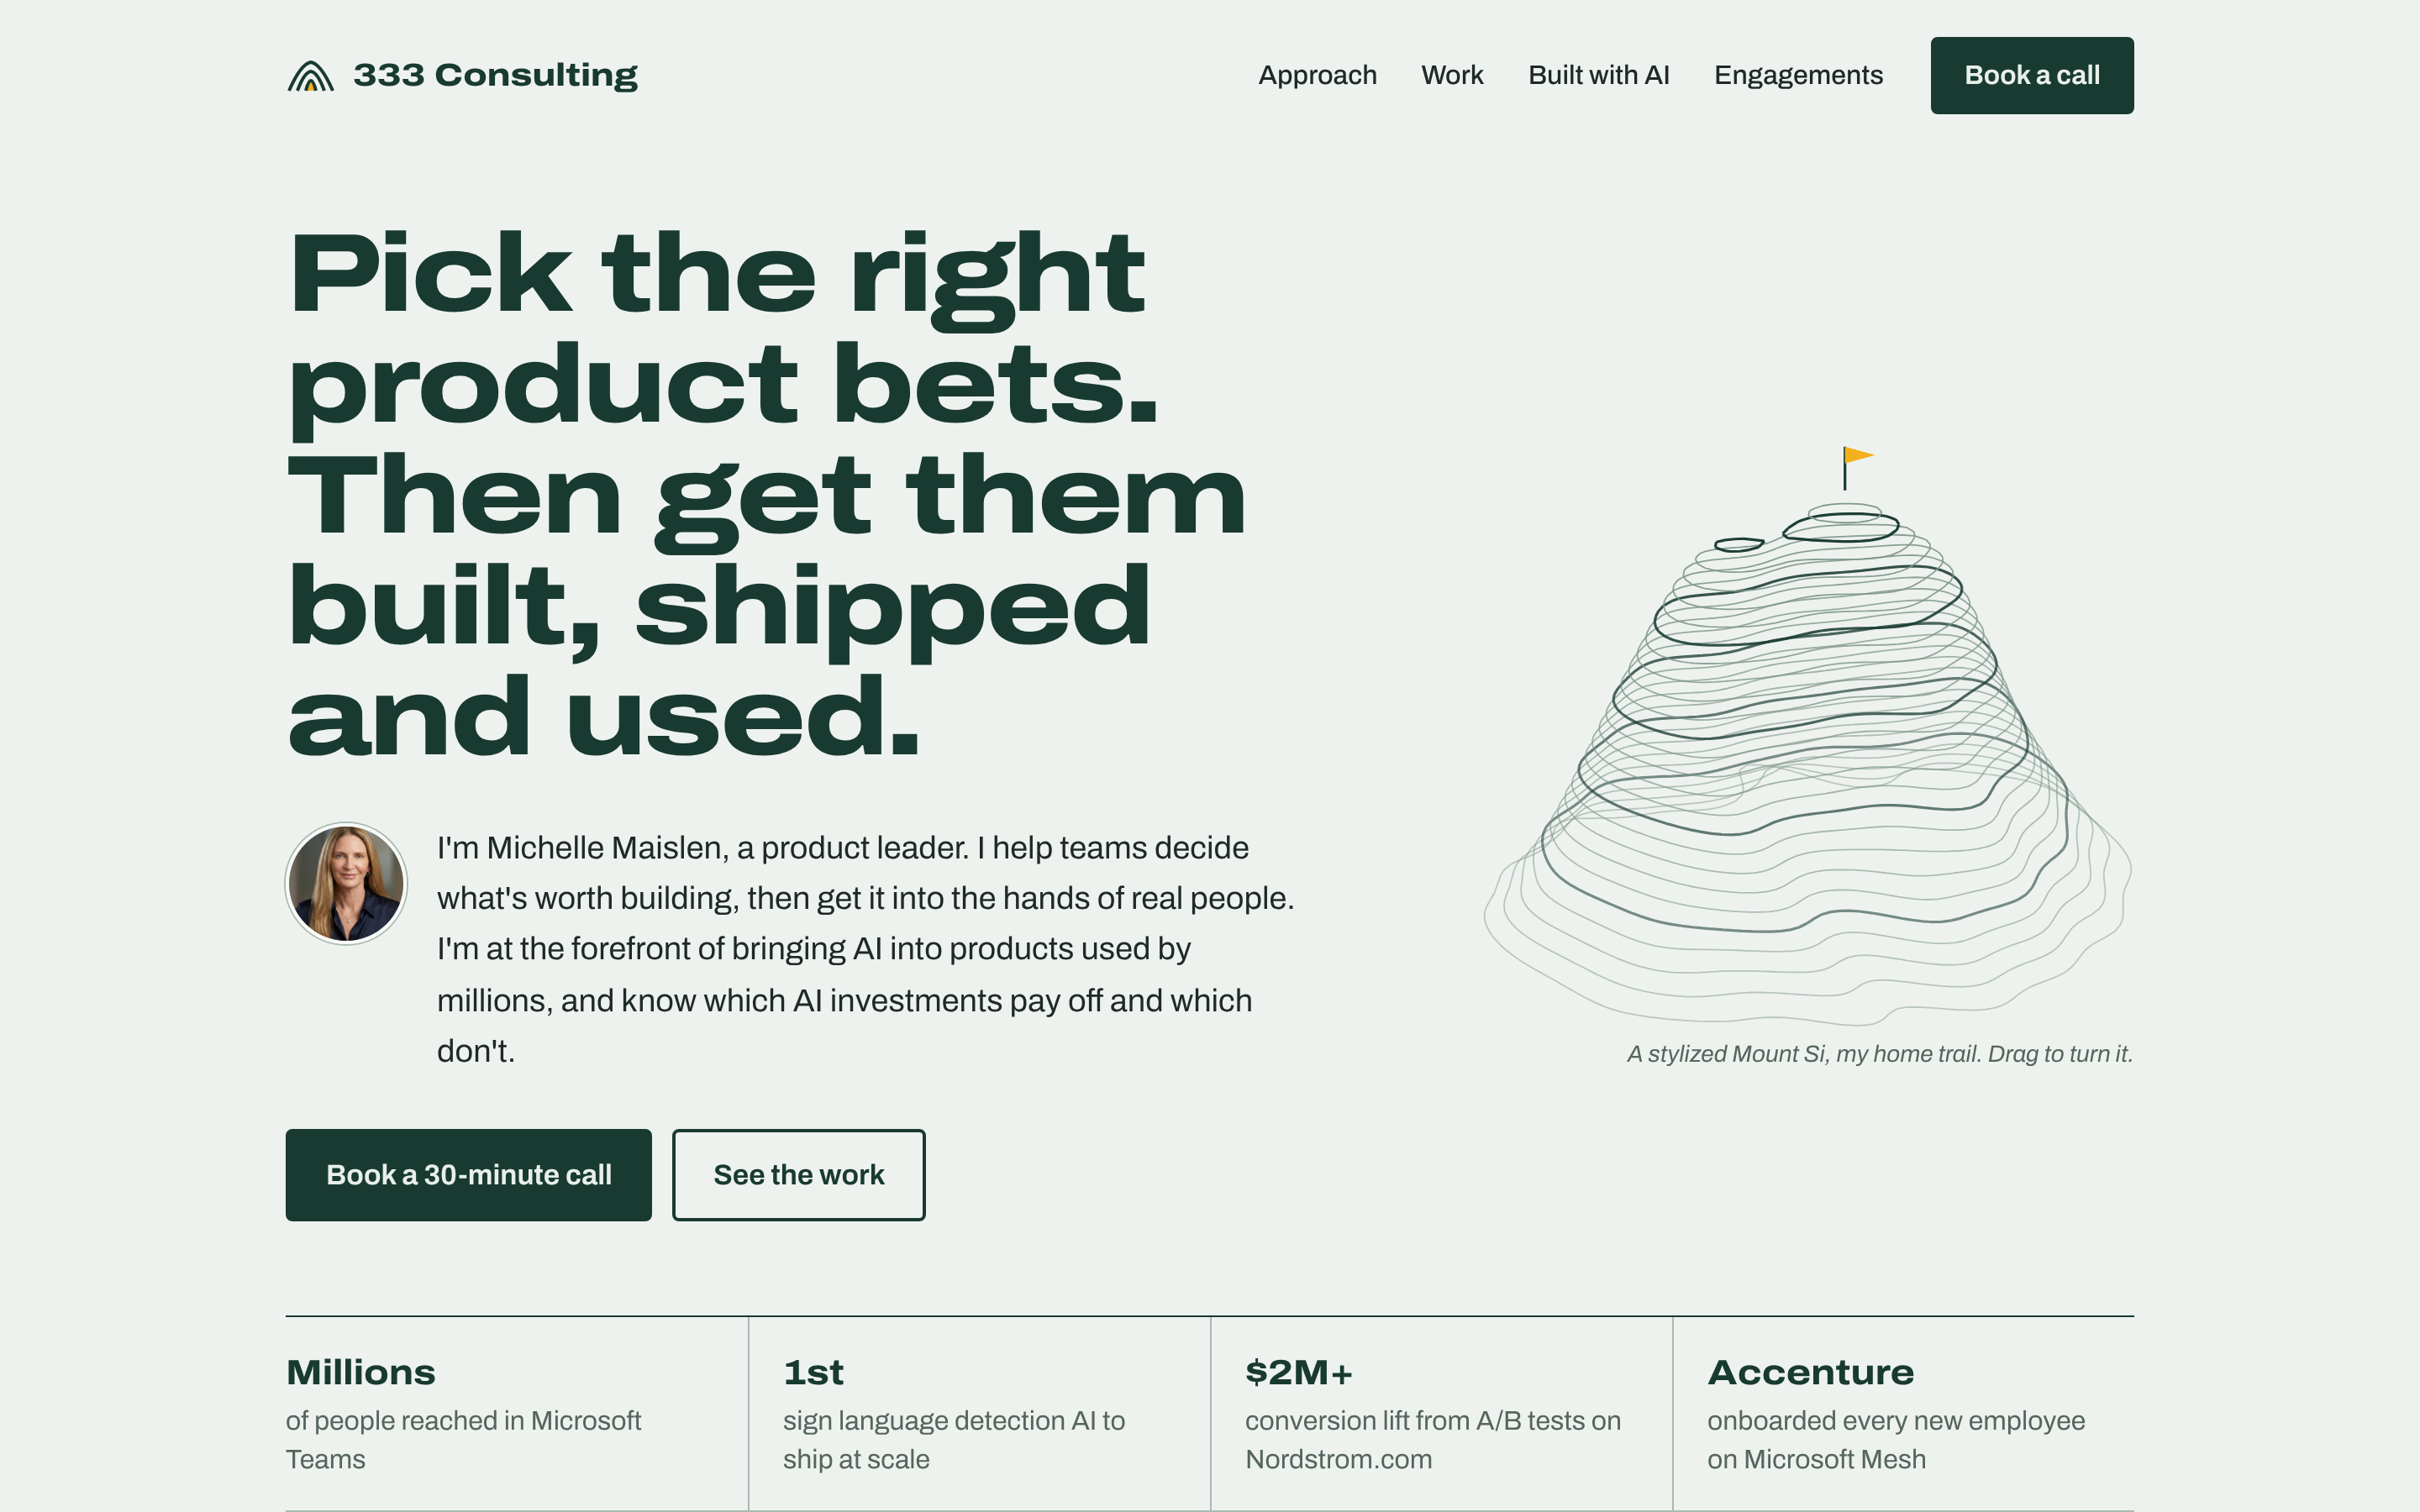 333 Consulting
Approach
Work
Built with AI
Engagements
Book a call
Pick the right
product bets.
Then get them
built, shipped
and used.
I'm Michelle Maislen, a product leader. I help teams decide
what's worth building, then get it into the hands of real people.
I'm at the forefront of bringing AI into products used by
millions, and know which AI investments pay off and which
don't.
A stylized Mount Si, my home trail. Drag to turn it.
Book a 30-minute call
See the work
Millions
of people reached in Microsoft
Teams
1st
sign language detection AI to
ship at scale
$2M+
conversion lift from A/B tests on
Nordstrom.com
Accenture
onboarded every new employee
on Microsoft Mesh